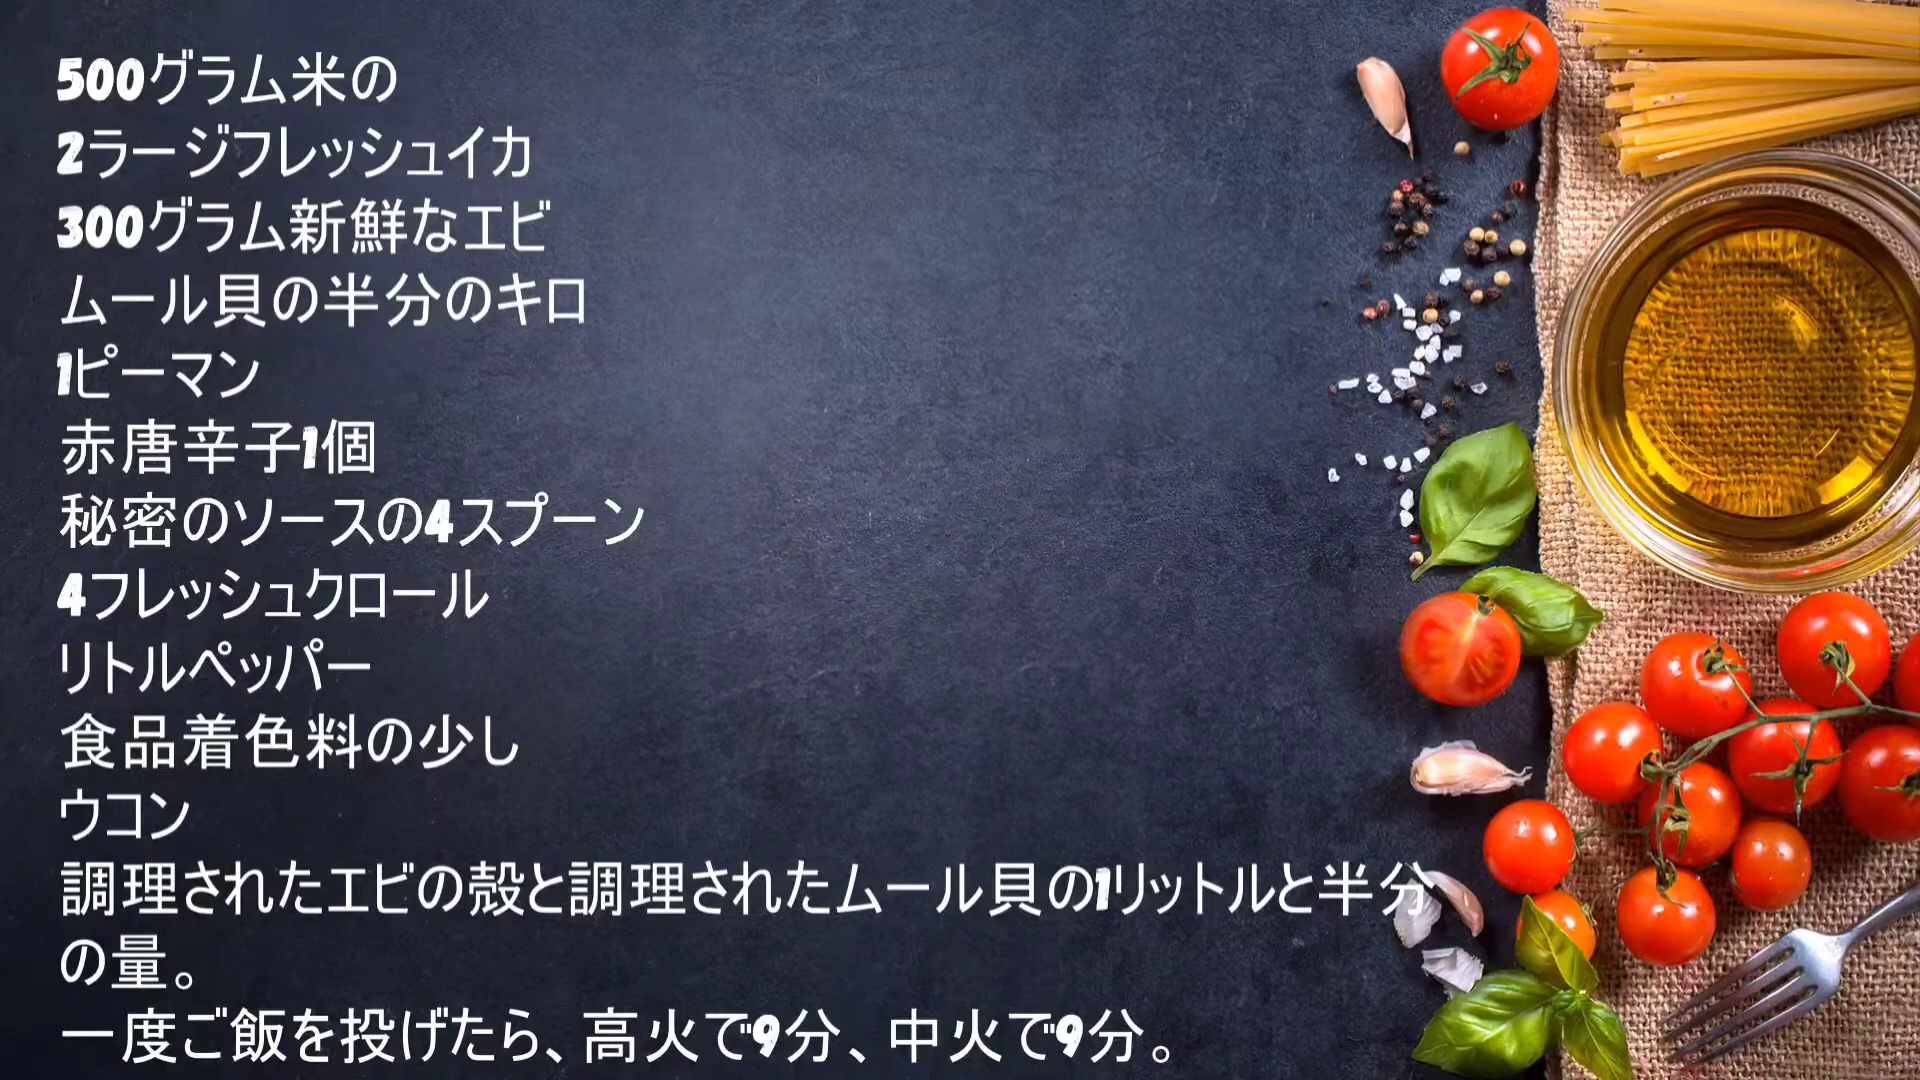 500グラム米の
2ラージフレッシュイカ
300グラム新鮮なエビ
ムール貝の半分のキロ
1ピーマン
赤唐辛子1個
秘密のソースの4スプーン
4フレッシュクロール
リトルペッパー
食品着色料の少し
ウコン
調理されたエビの殻と調理されたムール貝の1リットルと半分
の量。
一度ご飯を投げたら、高火で9分、中火で9分。